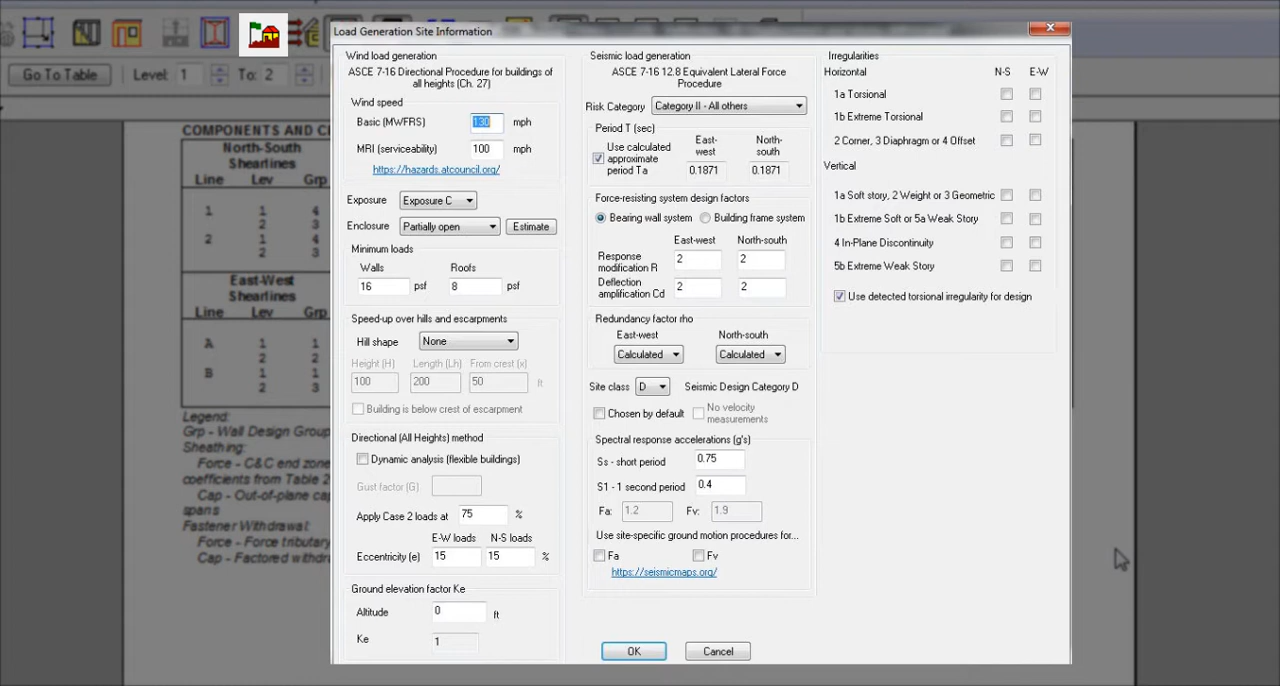 Go To Table
Level: 1
To: 2
COMPONENTS AND
North-South
Shearlines
Line Lev Grp
1 1 4
2 3
2 1 4
2 3
East-West
Shearlines
Line Lev Grp
A 1 1
2 2
B 1 1
2 3
Legend:
Grp - Wall Design Group
Sheathing:
Force - C&C end zone
coefficients from Table 2
Cap - Out-of-plane cap
spans
Fastener Withdrawal:
Force - Force tributary
Cap - Factored withdra
Load Generation Site Information
Wind load generation
ASCE 7-16 Directional Procedure for buildings of
all heights (Ch. 27)
Wind speed
Basic (MWFRS) 130 mph
MRI (serviceability) 100 mph
https://hazards.atcouncil.org/
Exposure Exposure C
Enclosure Partially open Estimate
Minimum loads
Walls Roofs
16 psf 8 psf
Speed-up over hills and escarpments
Hill shape None
Height (H) Length (Lh) From crest (x)
100 200 50 ft
Building is below crest of escarpment
Directional (All Heights) method
Dynamic analysis (flexible buildings)
Gust factor (G)
Apply Case 2 loads at 75 %
E-W loads N-S loads
Eccentricity (e) 15 15 %
Ground elevation factor Ke
Altitude 0 ft
Ke 1
Seismic load generation
ASCE 7-16 12.8 Equivalent Lateral Force
Procedure
Risk Category Category II - All others
Period T (sec)
Use calculated
approximate
period Ta
East-
west
North-
south
0.1871 0.1871
Force-resisting system design factors
Bearing wall system Building frame system
East-west North-south
Response
modification R 2 2
Deflection
amplification Cd 2 2
Redundancy factor rho
East-west North-south
Calculated Calculated
Site class D Seismic Design Category D
Chosen by default No velocity
measurements
Spectral response accelerations (g's)
Ss - short period 0.75
S1 - 1 second period 0.4
Fa: 1.2 Fv: 1.9
Use site-specific ground motion procedures for...
Fa Fv
https://seismicmaps.org/
OK Cancel
Irregularities
Horizontal N-S E-W
1a Torsional
1b Extreme Torsional
2 Corner, 3 Diaphragm or 4 Offset
Vertical
1a Soft story, 2 Weight or 3 Geometric
1b Extreme Soft or 5a Weak Story
4 In-Plane Discontinuity
5b Extreme Weak Story
Use detected torsional irregularity for design